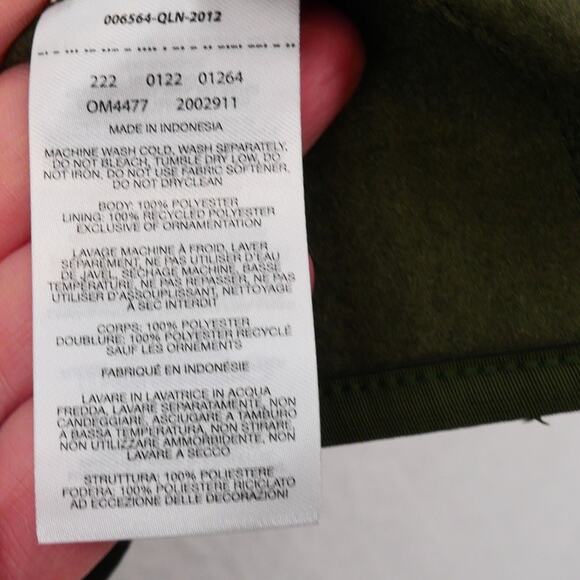 006564-QLN-2012
222 0122 01264
OM4477 2002911
MADE IN INDONESIA
MACHINE WASH COLD, WASH SEPARATELY,
DO NOT BLEACH, TUMBLE DRY LOW, DO
NOT IRON, DO NOT USE FABRIC SOFTENER,
DO NOT DRYCLEAN
BODY: 100% POLYESTER
LINING: 100% RECYCLED POLYESTER
EXCLUSIVE OF ORNAMENTATION
LAVAGE MACHINE À FROID, LAVER
SÉPAREMENT, NE PAS UTILISER D'EAU
DE JAVEL, SÉCHAGE MACHINE, BASSE
TEMPÉRATURE, NE PAS REPASSER, NE PAS
UTILISER D'ASSOUPLISSANT, NETTOYAGE
À SEC INTERDIT
CORPS: 100% POLYESTER
DOUBLURE: 100% POLYESTER RECYCLÉ
SAUF LES ORNEMENTS
FABRIQUÉ EN INDONÉSIE
LAVARE IN LAVATRICE IN ACQUA
FREDDA, LAVARE SEPARATAMENTE, NON
CANDEGGIARE, ASCIUGARE A TAMBURO
A BASSA TEMPERATURA, NON STIRARE,
NON UTILIZZARE AMMORBIDENTE, NON
LAVARE A SECCO
STRUTTURA: 100% POLIESTERE
FODERA: 100% POLIESTERE RICICLATO
AD ECCEZIONE DELLE DECORAZIONI